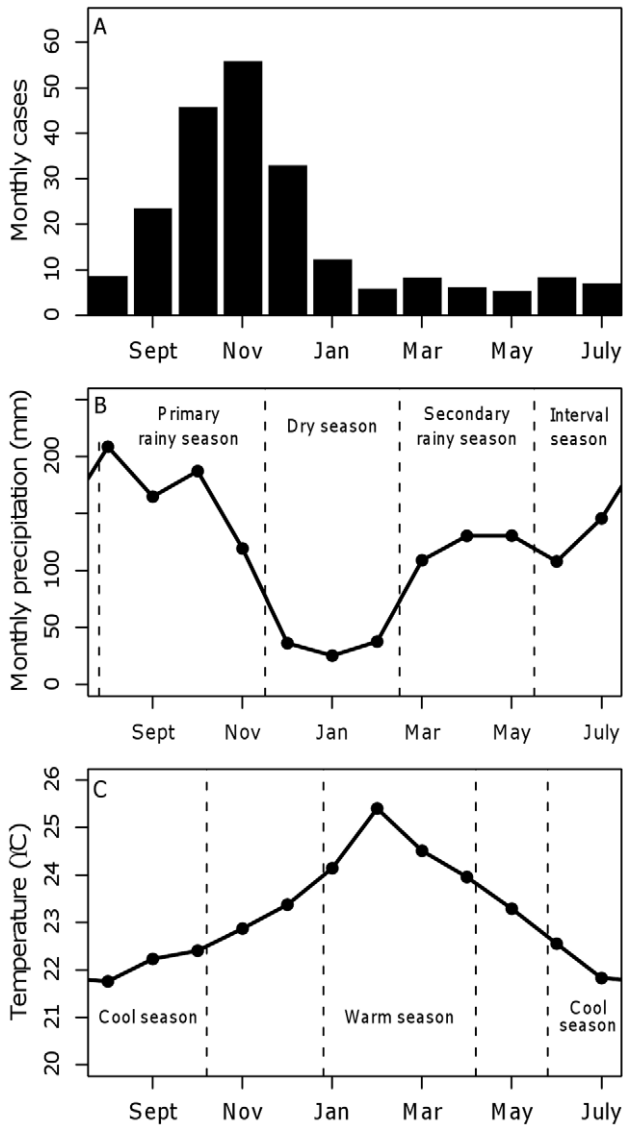 A
Monthly cases
60
50
40
30
20
10
0
Sept Nov Jan Mar May July
B
Monthly precipitation (mm)
200
100
50
0
Primary
rainy season
Dry season
Secondary
rainy season
Interval
season
Sept Nov Jan Mar May July
C
Temperature (ϒC)
26
25
24
23
22
21
20
Cool season
Warm season
Cool
season
Sept Nov Jan Mar May July